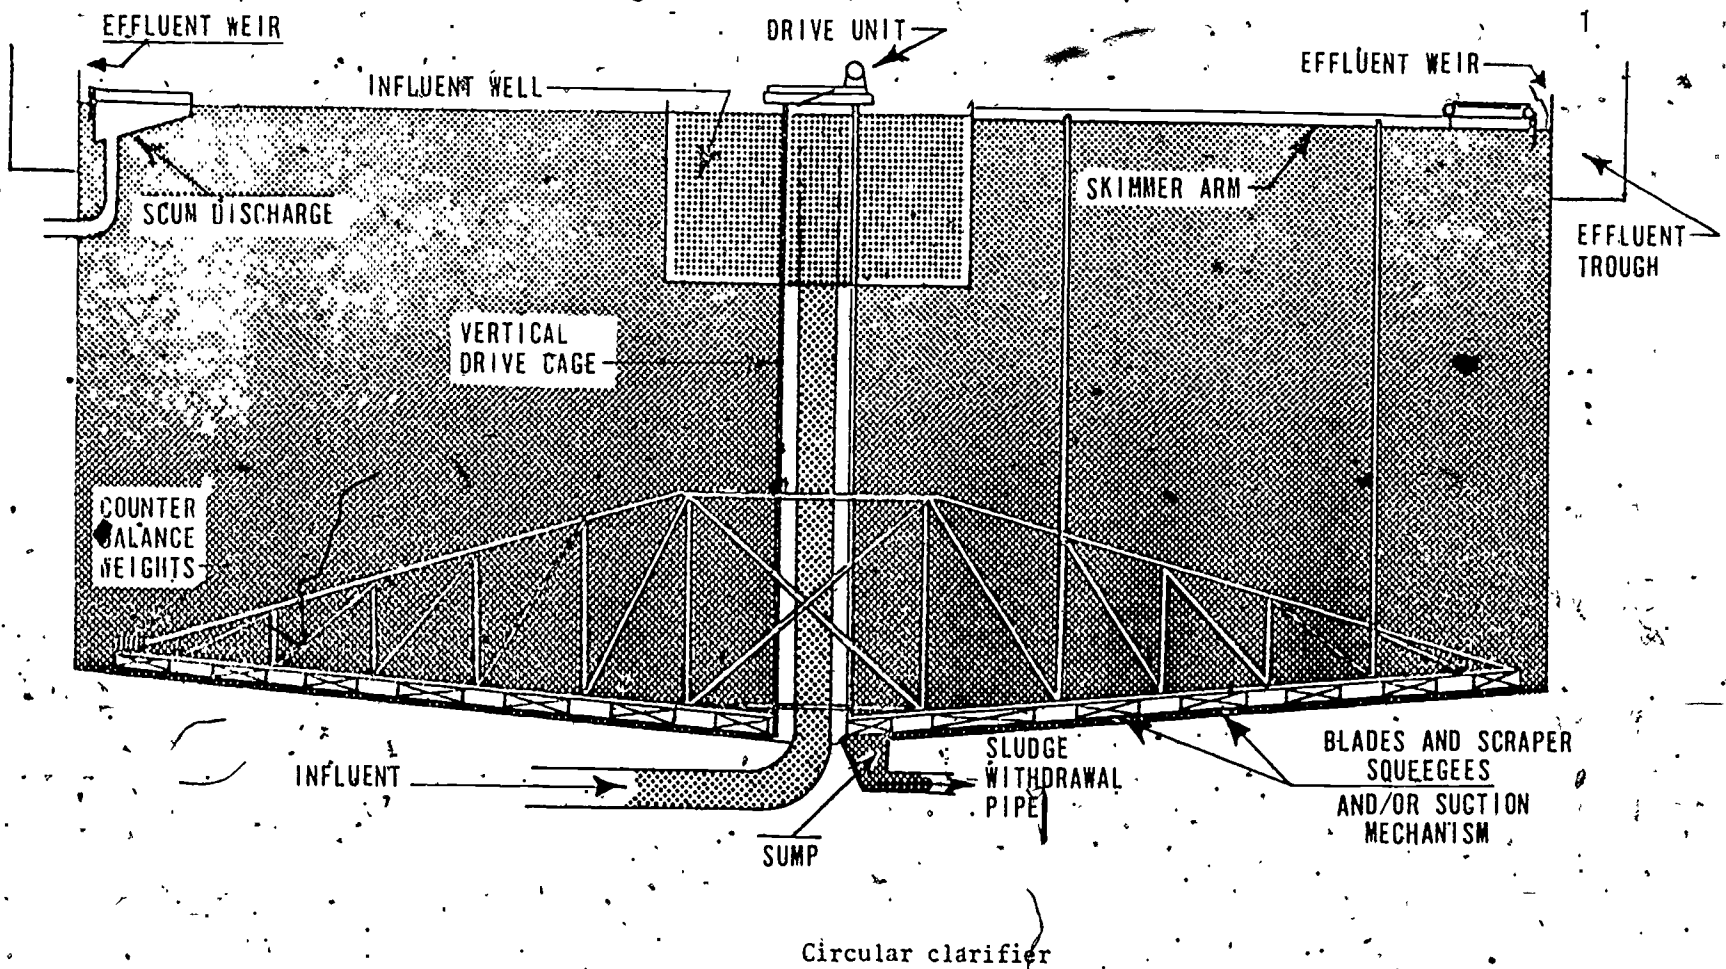 1
EFFLUENT WEIR
DRIVE UNIT
INFLUENT WELL
EFFLUENT WEIR
SKIMMER ARM
SCUM DISCHARGE
EFFLUENT
TROUGH
VERTICAL
DRIVE CAGE
COUNTER
BALANCE
WEIGHTS
INFLUENT
SLUDGE
WITHDRAWAL
PIPE
BLADES AND SCRAPER
SQUEEGEES
AND/OR SUCTION
MECHANISM
SUMP
Circular clarifier